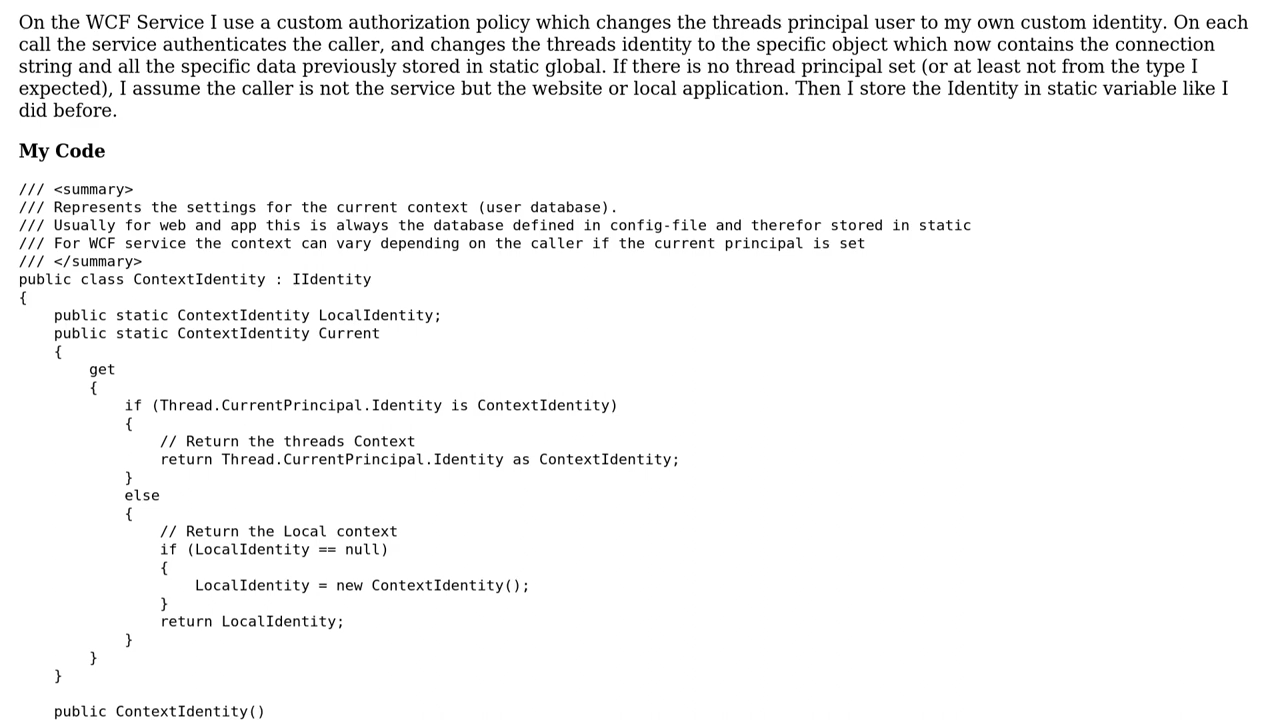 On the WCF Service I use a custom authorization policy which changes the threads principal user to my own custom identity. On each
call the service authenticates the caller, and changes the threads identity to the specific object which now contains the connection
string and all the specific data previously stored in static global. If there is no thread principal set (or at least not from the type I
expected), I assume the caller is not the service but the website or local application. Then I store the Identity in static variable like I
did before.
My Code
/// <summary>
/// Represents the settings for the current context (user database).
/// Usually for web and app this is always the database defined in config-file and therefor stored in static
/// For WCF service the context can vary depending on the caller if the current principal is set
/// </summary>
public class ContextIdentity : IIdentity
{
    public static ContextIdentity LocalIdentity;
    public static ContextIdentity Current
    {
        get
        {
            if (Thread.CurrentPrincipal.Identity is ContextIdentity)
            {
                // Return the threads Context
                return Thread.CurrentPrincipal.Identity as ContextIdentity;
            }
            else
            {
                // Return the Local context
                if (LocalIdentity == null)
                {
                    LocalIdentity = new ContextIdentity();
                }
                return LocalIdentity;
            }
        }
    }
    public ContextIdentity()